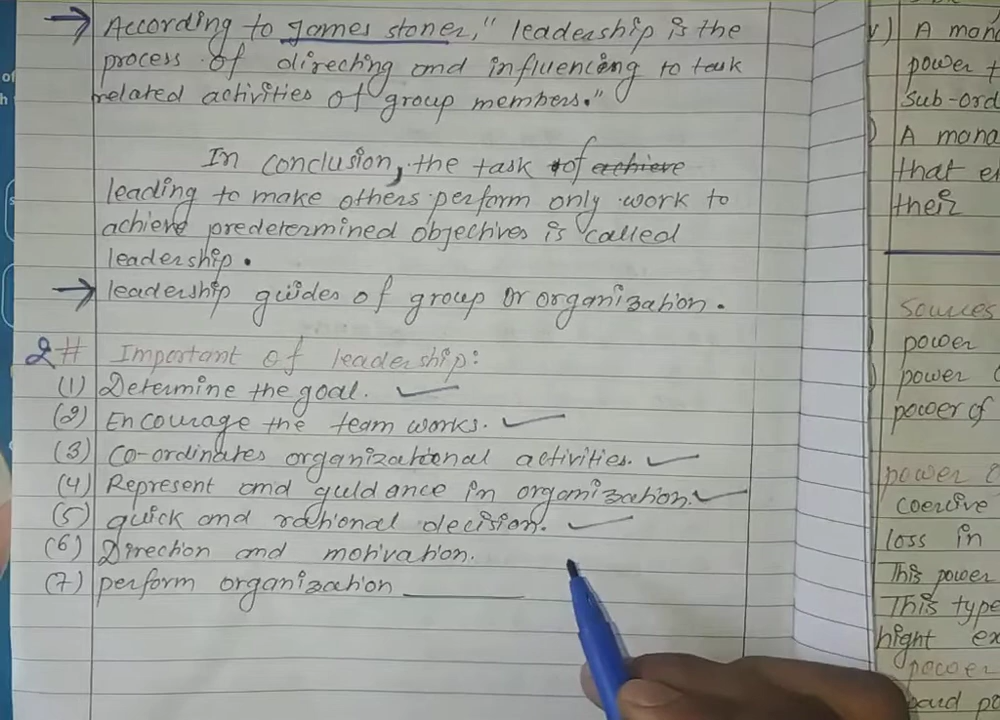 → According to James stoner, " leadership is the
process of directing and influencing to task
related activities of group members."
In conclusion, the task of achieve
leading to make others perform only work to
achieve predetermined objectives is called
leadership.
→ leadership guides of group or organization.
2# Important of leadership:
(1) Determine the goal.
(2) Encourage the team works.
(3) Co-ordinates organizational activities.
(4) Represent and guidance in organization.
(5) quick and rational decision.
(6) Direction and motivation.
(7) perform organization ______
v) A
power
Sub-ord
A
that
their
Sources
power
power
power of
power
coercive
loss in
This power
This type
hight
power